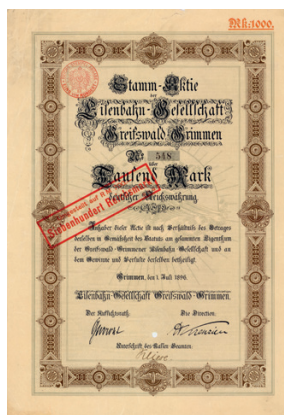 Mk. 1000.
Stamm-Aktie
Eisenbahn-Gesellschaft
Greifswald Grimmen
No 548
über
Tausend Mark
Deutscher Reichswährung
Siebenhundert Reichsmark
Inhaber dieser Aktie ist nach Verhältniß des Betrages
derselben in Gemäßheit des Statuts am gesammten Eigenthum
der Greifswald-Grimmener Eisenbahn Gesellschaft und an
dem Gewinne und Verluste derselben betheiligt.
Grimmen, den 1. Juli 1896.
Eisenbahn-Gesellschaft Greifswald-Grimmen.
Der Aufsichtsrath. Die Direction.
Unterschrift des Kassen-Beamten: